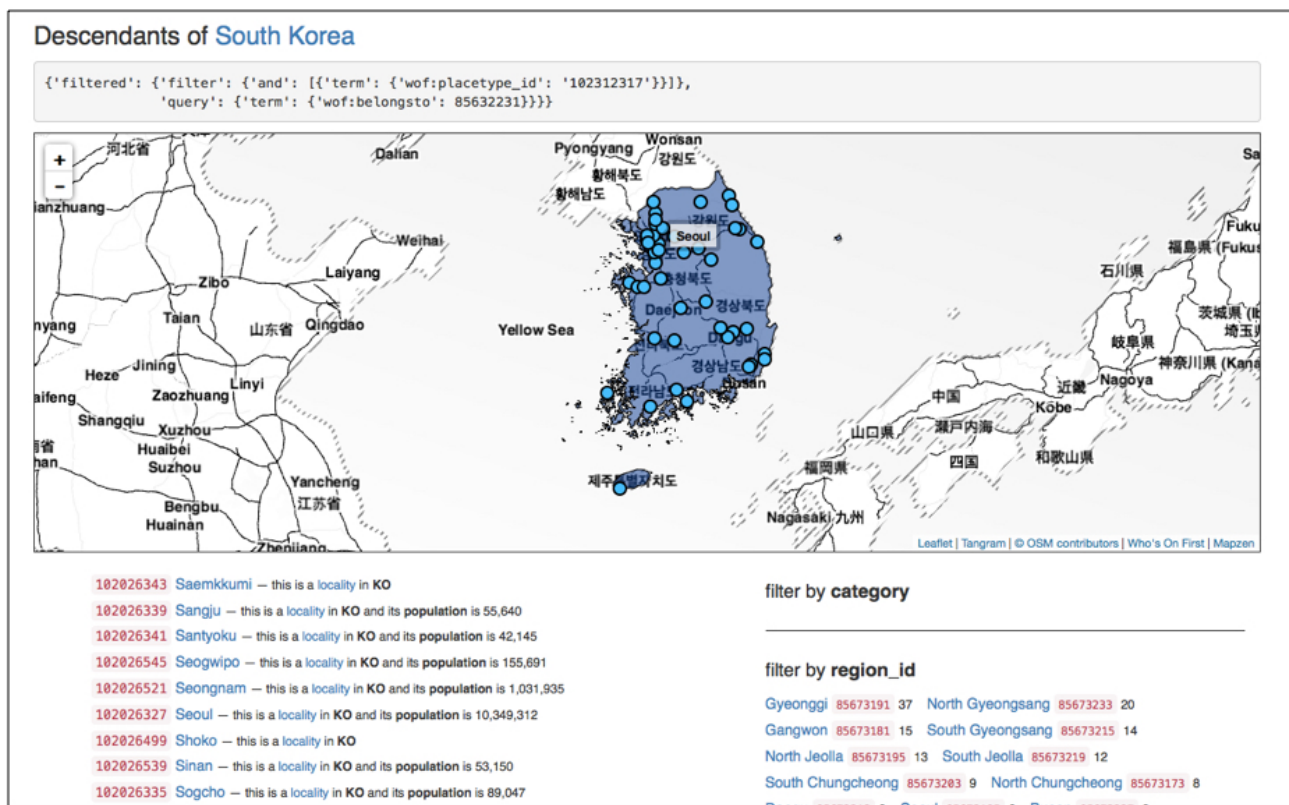 Descendants of South Korea
{'filtered': {'filter': {'and': [{'term': {'wof:placetype_id': '102312317'}}]},
'query': {'term': {'wof:belongsto': 85632231}}}}
+
−
河北省
Dalian
Pyongyang
Wonsan
강원도
황해북도
황해남도
Weihai
Laiyang
Zibo
Taian
山东省
Qingdao
Jining
Heze
Linyi
Zaozhuang
Shangqiu
Xuzhou
Huaibei
Suzhou
Yancheng
江苏省
Bengbu
Huainan
Zhenjiang
Yellow Sea
강원도
Seoul
경상북도
경상남도
제주특별자치도
石川県
福島県 (Fukus
茨城県 (Ib
埼玉県
岐阜県
神奈川県 (Kana
Nagoya
近畿
Kōbe
中国
瀬戸内海
山口県
四国
和歌山県
福岡県
Nagasaki 九州
Leaflet | Tangram | © OSM contributors | Who's On First | Mapzen
102026343 Saemkkumi — this is a locality in KO
102026339 Sangju — this is a locality in KO and its population is 55,640
102026341 Santyoku — this is a locality in KO and its population is 42,145
102026545 Seogwipo — this is a locality in KO and its population is 155,691
102026521 Seongnam — this is a locality in KO and its population is 1,031,935
102026327 Seoul — this is a locality in KO and its population is 10,349,312
102026499 Shoko — this is a locality in KO
102026539 Sinan — this is a locality in KO and its population is 53,150
102026335 Sogcho — this is a locality in KO and its population is 89,047
filter by category
filter by region_id
Gyeonggi 85673191 37 North Gyeongsang 85673233 20
Gangwon 85673181 15 South Gyeongsang 85673215 14
North Jeolla 85673195 13 South Jeolla 85673219 12
South Chungcheong 85673203 9 North Chungcheong 85673173 8